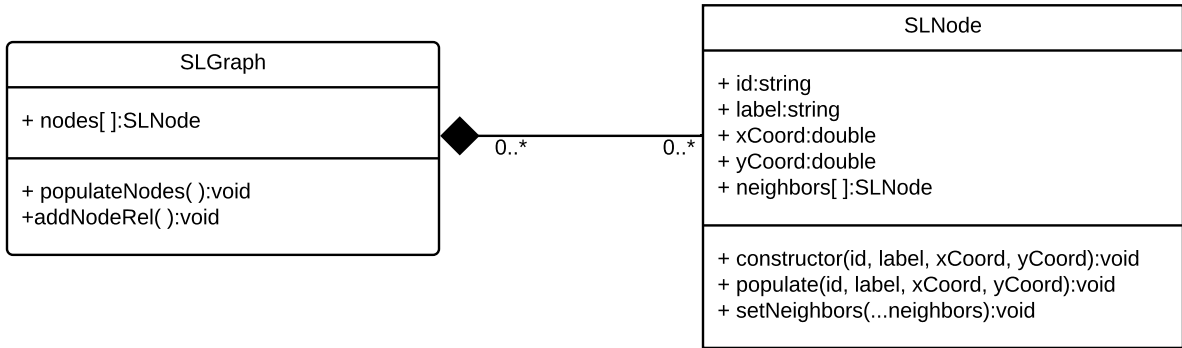 SLGraph
+ nodes[ ]:SLNode
+ populateNodes( ):void
+addNodeRel( ):void
0..*
0..*
SLNode
+ id:string
+ label:string
+ xCoord:double
+ yCoord:double
+ neighbors[ ]:SLNode
+ constructor(id, label, xCoord, yCoord):void
+ populate(id, label, xCoord, yCoord):void
+ setNeighbors(...neighbors):void